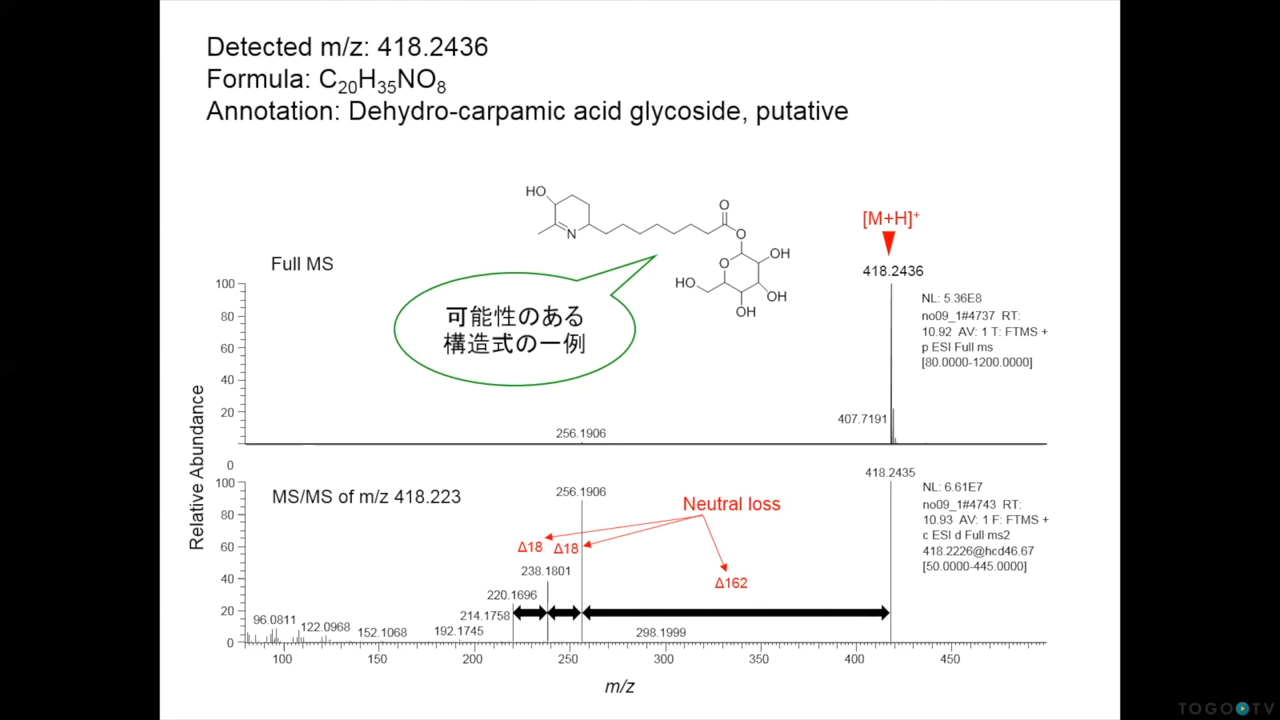 Detected m/z: 418.2436
Formula: C20H35NO8
Annotation: Dehydro-carpamic acid glycoside, putative
HO
N
O
O
O
OH
HO
OH
OH
[M+H]+
Full MS
418.2436
可能性のある
構造式の一例
NL: 5.36E8
no09_1#4737 RT:
10.92 AV: 1 T: FTMS +
p ESI Full ms
[80.0000-1200.0000]
100
80
60
40
20
0
407.7191
256.1906
Relative Abundance
MS/MS of m/z 418.223
418.2435
256.1906
Neutral loss
NL: 6.61E7
no09_1#4743 RT:
10.93 AV: 1 F: FTMS +
c ESI d Full ms2
418.2226@hcd46.67
[50.0000-445.0000]
100
80
60
40
20
0
Δ18
Δ18
Δ162
238.1801
220.1696
214.1758
96.0811
122.0968
152.1068
192.1745
298.1999
100
150
200
250
300
350
400
450
m/z
TOGO TV